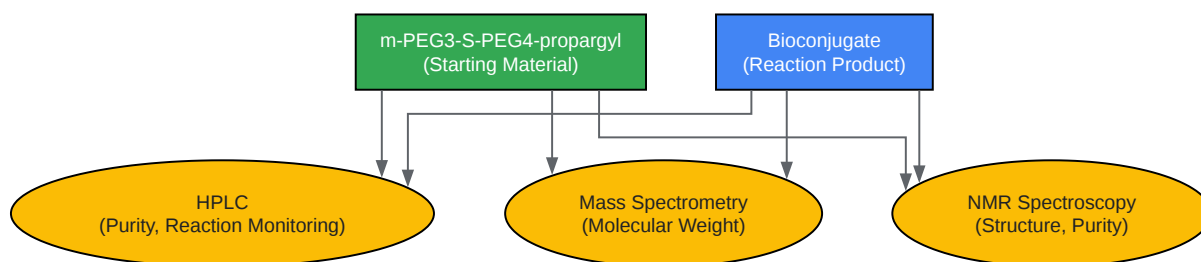 m-PEG3-S-PEG4-propargyl
(Starting Material)
Bioconjugate
(Reaction Product)
HPLC
(Purity, Reaction Monitoring)
Mass Spectrometry
(Molecular Weight)
NMR Spectroscopy
(Structure, Purity)